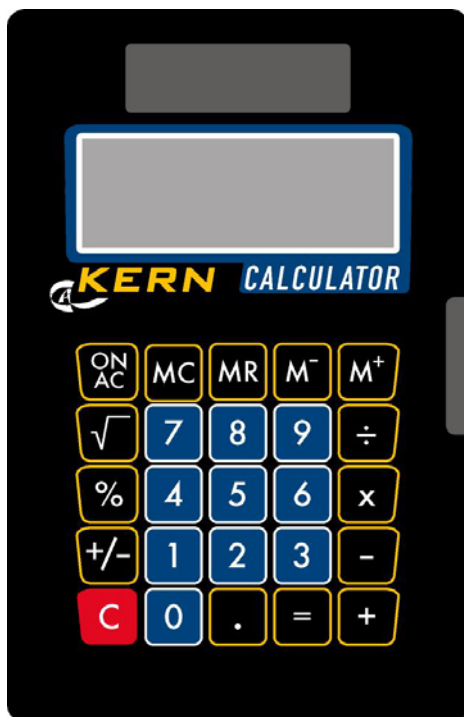 A KERN CALCULATOR
ON AC MC MR M⁻ M⁺
√ 7 8 9 ÷
% 4 5 6 x
+/- 1 2 3 -
C 0 . = +